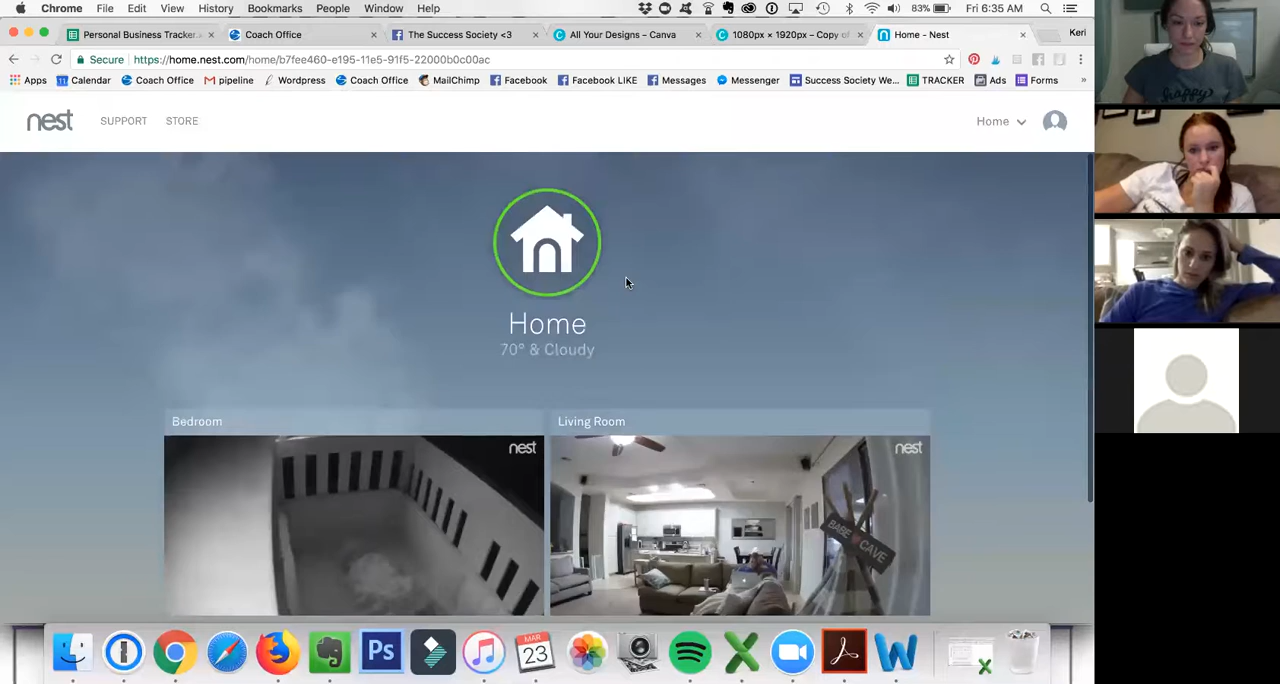 Chrome File Edit View History Bookmarks People Window Help 83% Fri 6:35 AM
Personal Business Tracker. Coach Office The Success Society <3 All Your Designs – Canva 1080px × 1920px – Copy of Home - Nest Keri
Secure https://home.nest.com/home/b7fee460-e195-11e5-91f5-22000b0c00ac
Apps Calendar Coach Office pipeline Wordpress Coach Office MailChimp Facebook Facebook LIKE Messages Messenger Success Society We... TRACKER Ads Forms »
nest SUPPORT STORE Home
Home
70° & Cloudy
Bedroom Living Room
nest nest
BABE CAVE
happy
Ps MAR
23